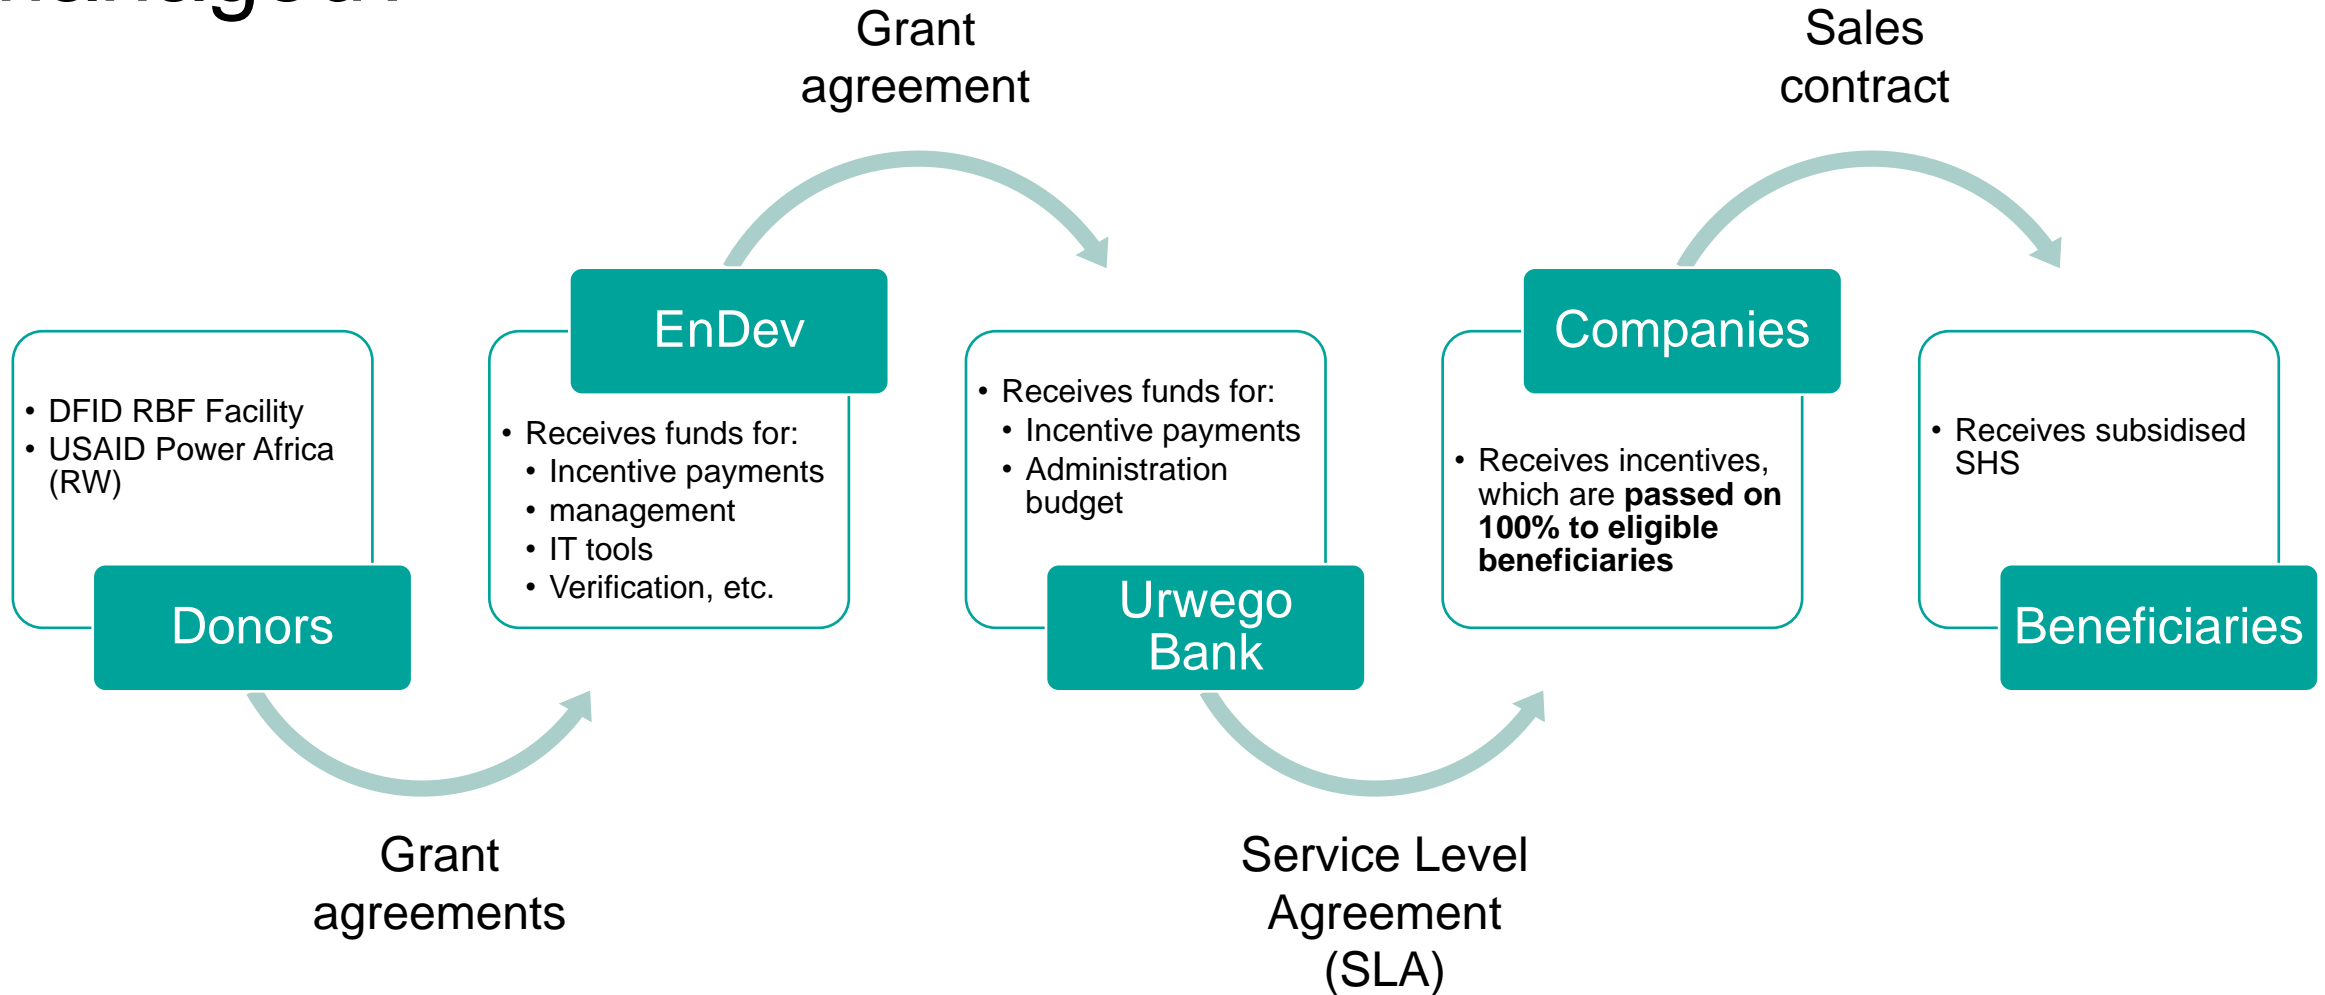 Grant
agreement
Sales
contract
EnDev
Companies
• DFID RBF Facility
• USAID Power Africa
(RW)
Donors
• Receives funds for:
• Incentive payments
• management
• IT tools
• Verification, etc.
• Receives funds for:
• Incentive payments
• Administration
budget
Urwego
Bank
• Receives incentives,
which are passed on
100% to eligible
beneficiaries
• Receives subsidised
SHS
Beneficiaries
Grant
agreements
Service Level
Agreement
(SLA)